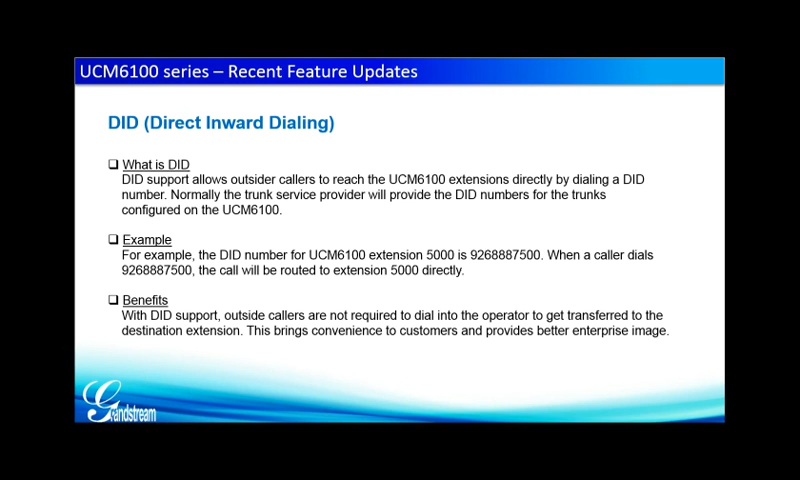 UCM6100 series – Recent Feature Updates
DID (Direct Inward Dialing)
❑ What is DID
DID support allows outsider callers to reach the UCM6100 extensions directly by dialing a DID
number. Normally the trunk service provider will provide the DID numbers for the trunks
configured on the UCM6100.
❑ Example
For example, the DID number for UCM6100 extension 5000 is 9268887500. When a caller dials
9268887500, the call will be routed to extension 5000 directly.
❑ Benefits
With DID support, outside callers are not required to dial into the operator to get transferred to the
destination extension. This brings convenience to customers and provides better enterprise image.
Grandstream